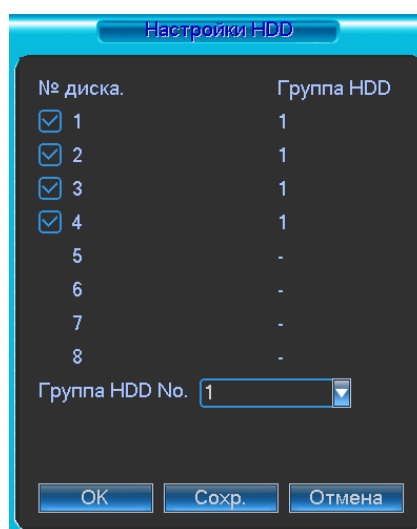 Настройки HDD
№ диска. Группа HDD
1 1
2 1
3 1
4 1
5 -
6 -
7 -
8 -
Группа HDD No. 1
OK Сохр. Отмена